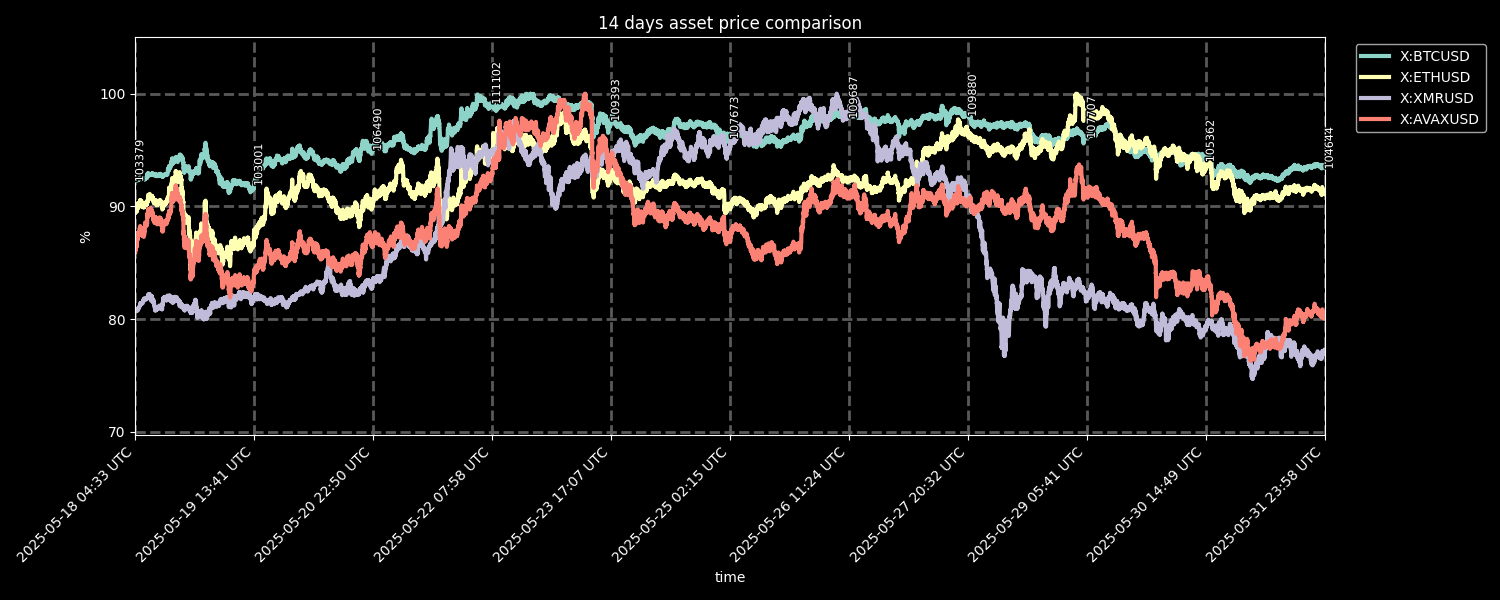 14 days asset price comparison
X:BTCUSD
X:ETHUSD
X:XMRUSD
X:AVAXUSD
100
90
80
70
%
103379
103001
106490
111102
109393
107673
109687
109880
107707
105362
104644
2025-05-18 04:33 UTC
2025-05-19 13:41 UTC
2025-05-20 22:50 UTC
2025-05-22 07:58 UTC
2025-05-23 17:07 UTC
2025-05-25 02:15 UTC
2025-05-26 11:24 UTC
2025-05-27 20:32 UTC
2025-05-29 05:41 UTC
2025-05-30 14:49 UTC
2025-05-31 23:58 UTC
time